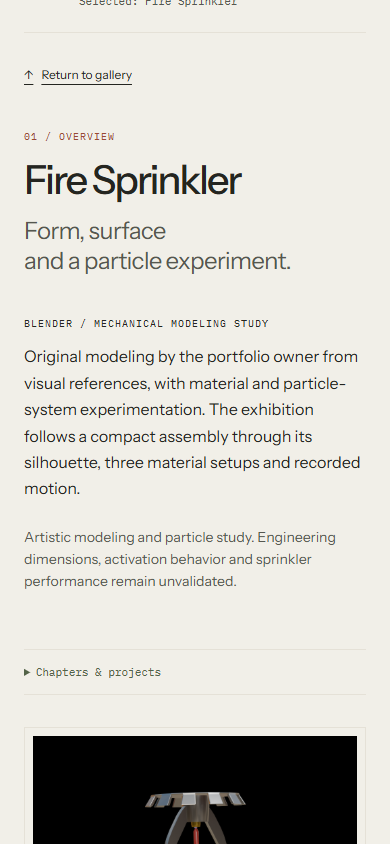 Selected: Fire Sprinkler
↑ Return to gallery
01 / OVERVIEW
Fire Sprinkler
Form, surface
and a particle experiment.
BLENDER / MECHANICAL MODELING STUDY
Original modeling by the portfolio owner from
visual references, with material and particle-
system experimentation. The exhibition
follows a compact assembly through its
silhouette, three material setups and recorded
motion.
Artistic modeling and particle study. Engineering
dimensions, activation behavior and sprinkler
performance remain unvalidated.
▶ Chapters & projects